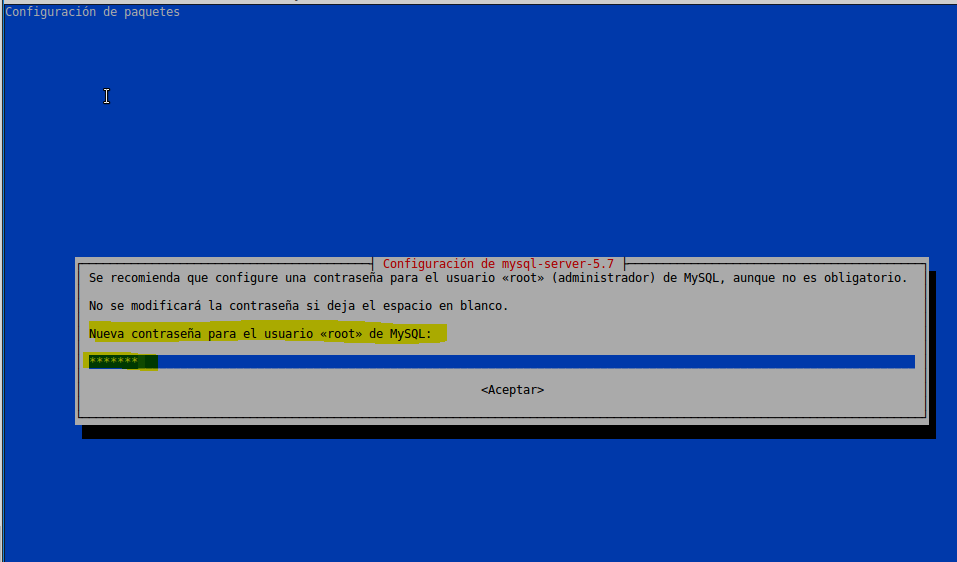 Configuración de paquetes
Configuración de mysql-server-5.7
Se recomienda que configure una contraseña para el usuario «root» (administrador) de MySQL, aunque no es obligatorio.
No se modificará la contraseña si deja el espacio en blanco.
Nueva contraseña para el usuario «root» de MySQL:
*******
<Aceptar>